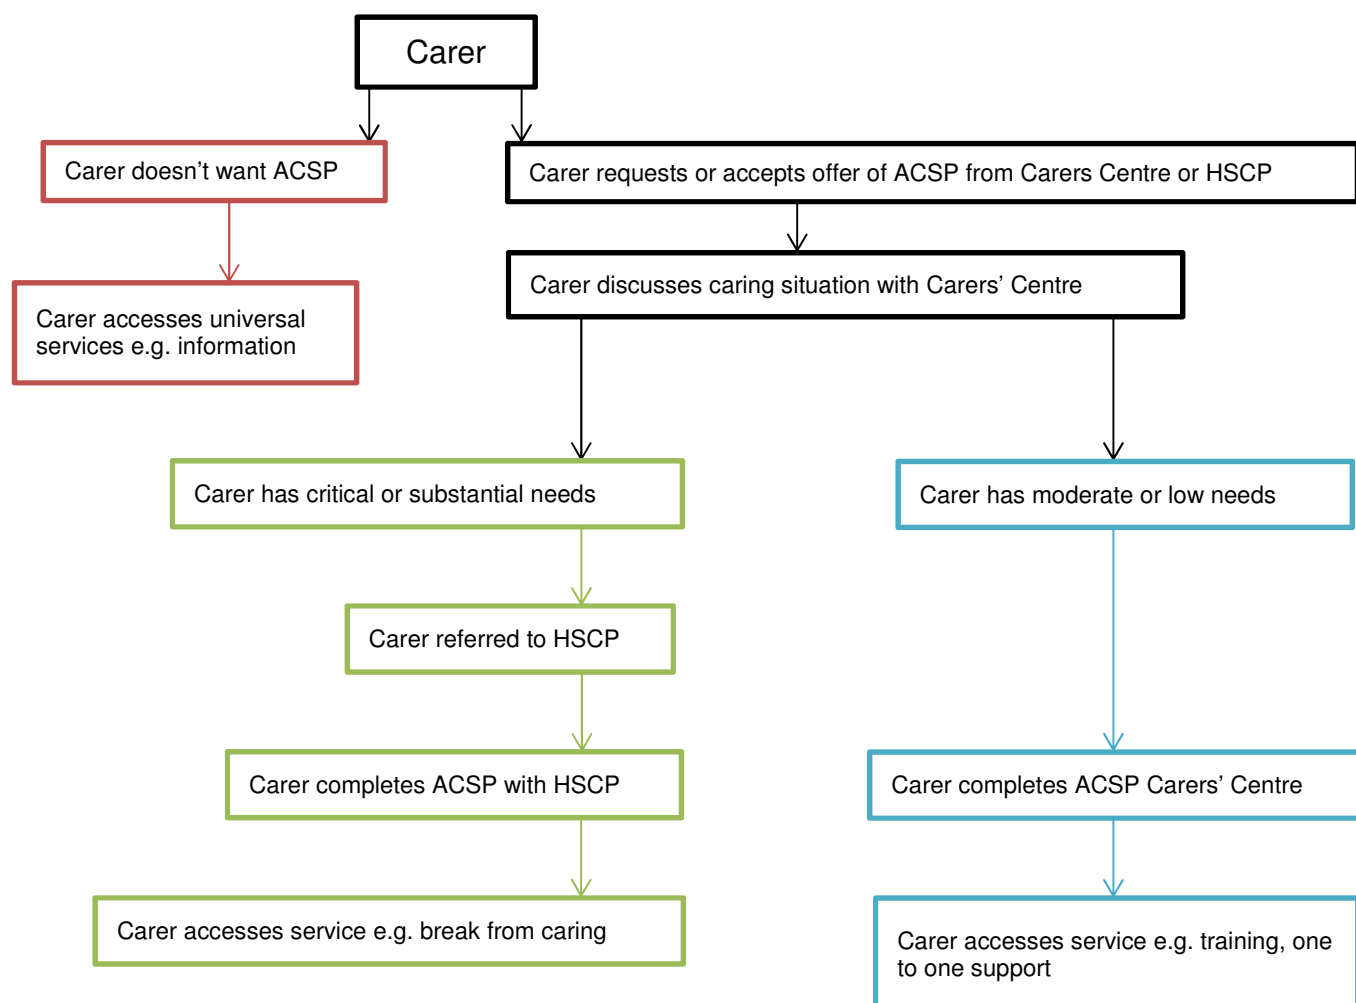 Carer
Carer doesn't want ACSP
Carer requests or accepts offer of ACSP from Carers Centre or HSCP
Carer discusses caring situation with Carers’ Centre
Carer accesses universal
services e.g. information
Carer has critical or substantial needs
Carer has moderate or low needs
Carer referred to HSCP
Carer completes ACSP with HSCP
Carer completes ACSP Carers’ Centre
Carer accesses service e.g. break from caring
Carer accesses service e.g. training, one
to one support